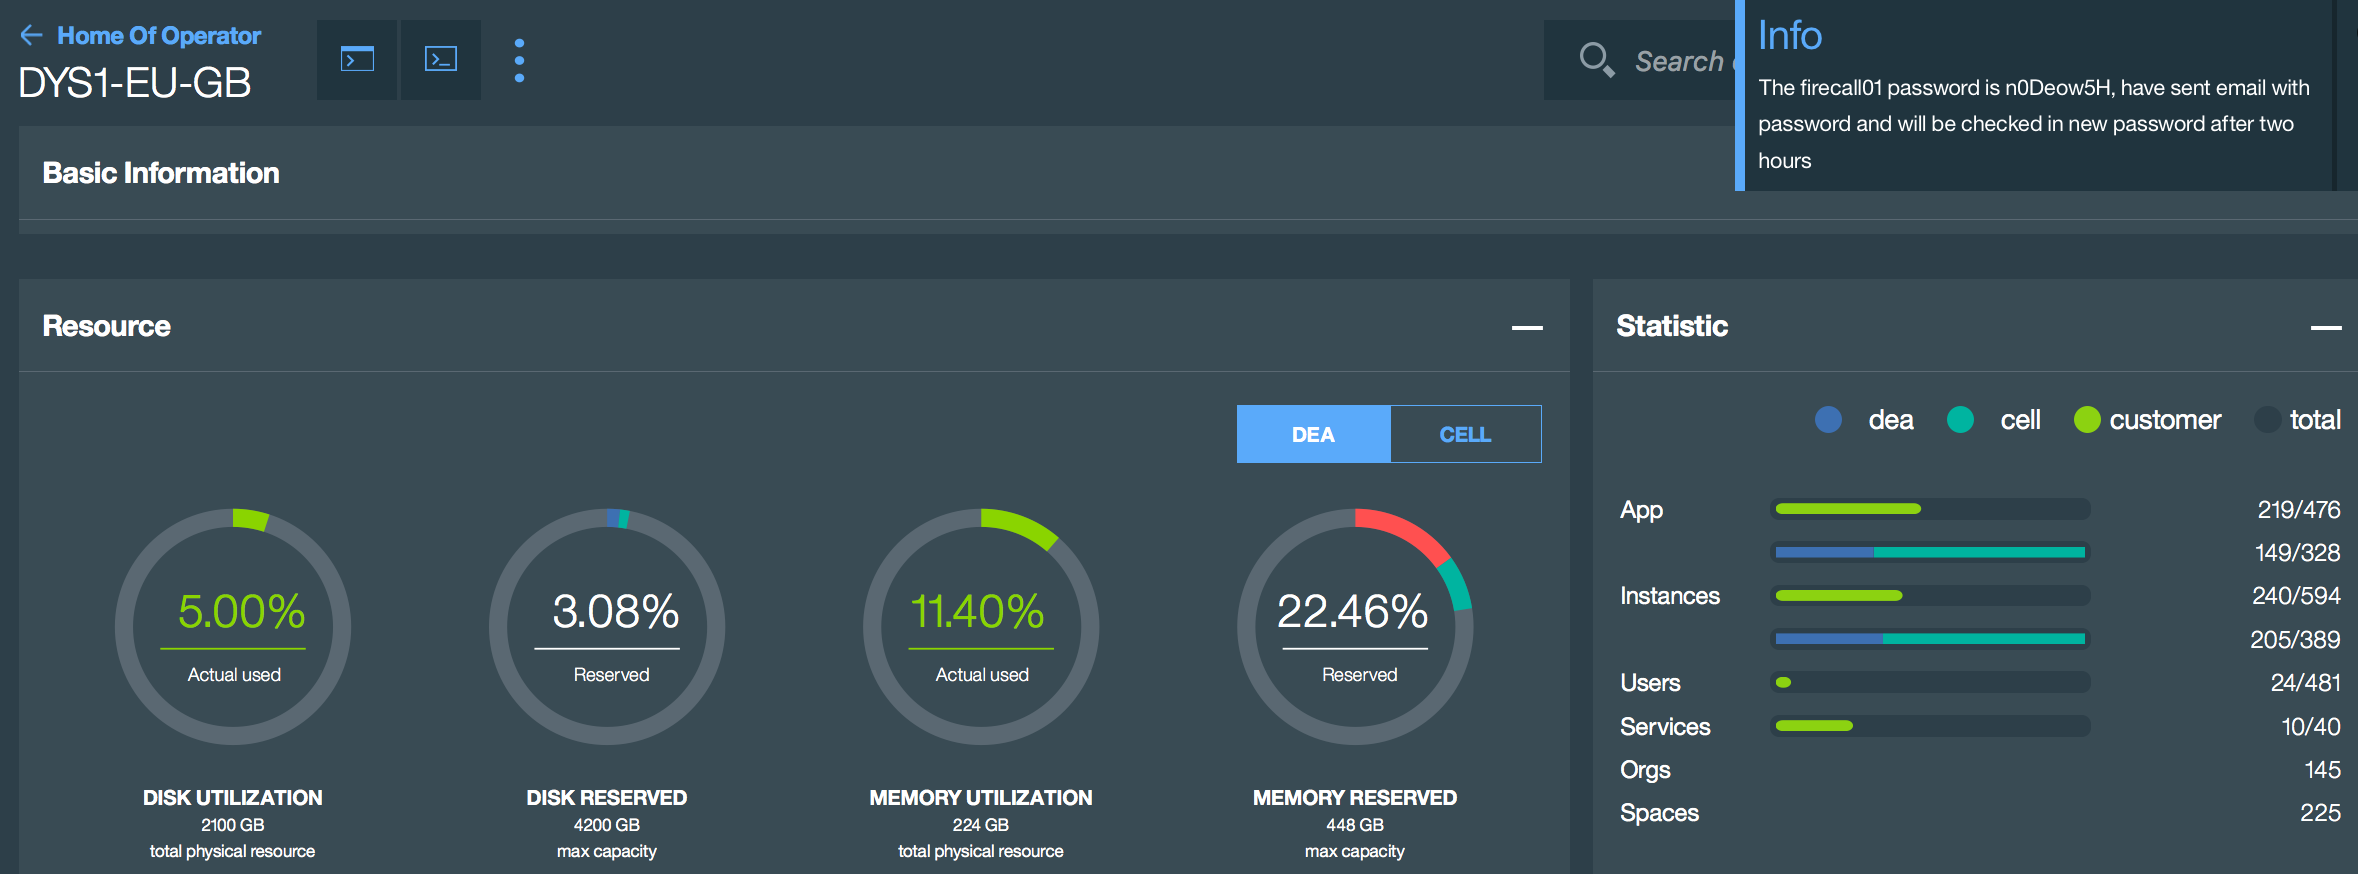 Home Of Operator
DYS1-EU-GB
Search
Info
The firecall01 password is n0Deow5H, have sent email with
password and will be checked in new password after two
hours
Basic Information
Resource
DEA
CELL
5.00%
Actual used
DISK UTILIZATION
2100 GB
total physical resource
3.08%
Reserved
DISK RESERVED
4200 GB
max capacity
11.40%
Actual used
MEMORY UTILIZATION
224 GB
total physical resource
22.46%
Reserved
MEMORY RESERVED
448 GB
max capacity
Statistic
dea
cell
customer
total
App 219/476
149/328
Instances 240/594
205/389
Users 24/481
Services 10/40
Orgs 145
Spaces 225